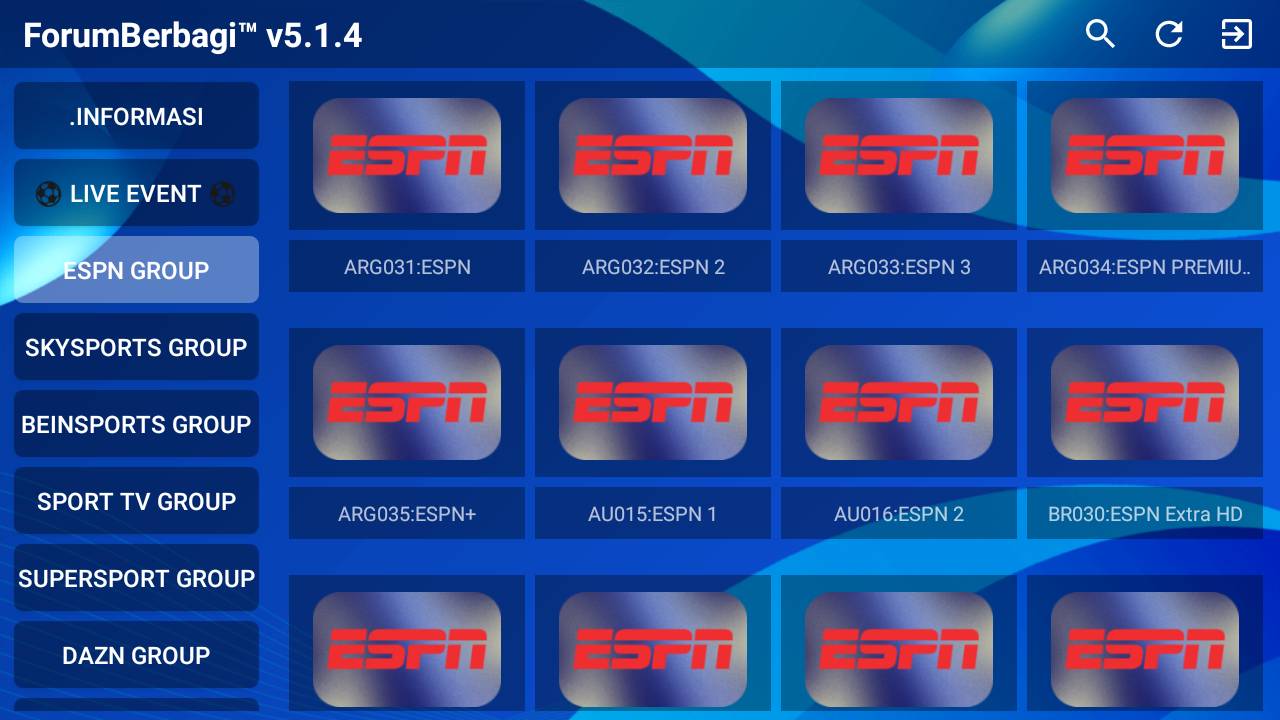 ForumBerbagi™ v5.1.4
.INFORMASI
⚽ LIVE EVENT ⚽
ESPN GROUP
SKYSPORTS GROUP
BEINSPORTS GROUP
SPORT TV GROUP
SUPERSPORT GROUP
DAZN GROUP
ESPN ESPN ESPN ESPN
ARG031:ESPN ARG032:ESPN 2 ARG033:ESPN 3 ARG034:ESPN PREMIU..
ESPN ESPN ESPN ESPN
ARG035:ESPN+ AU015:ESPN 1 AU016:ESPN 2 BR030:ESPN Extra HD
ESPN ESPN ESPN ESPN